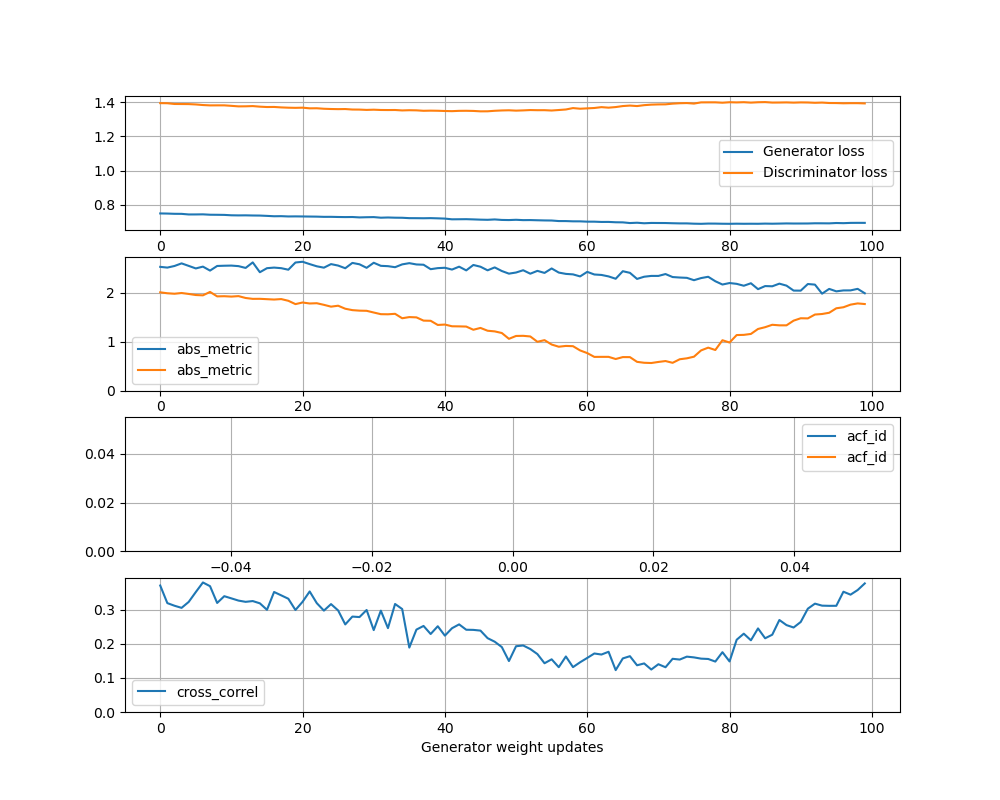 1.4
1.2
1.0
0.8
Generator loss
Discriminator loss
0 20 40 60 80 100
2
1
0
abs_metric
abs_metric
0 20 40 60 80 100
0.04
0.02
0.00
acf_id
acf_id
−0.04 −0.02 0.00 0.02 0.04
0.3
0.2
0.1
0.0
cross_correl
0 20 40 60 80 100
Generator weight updates